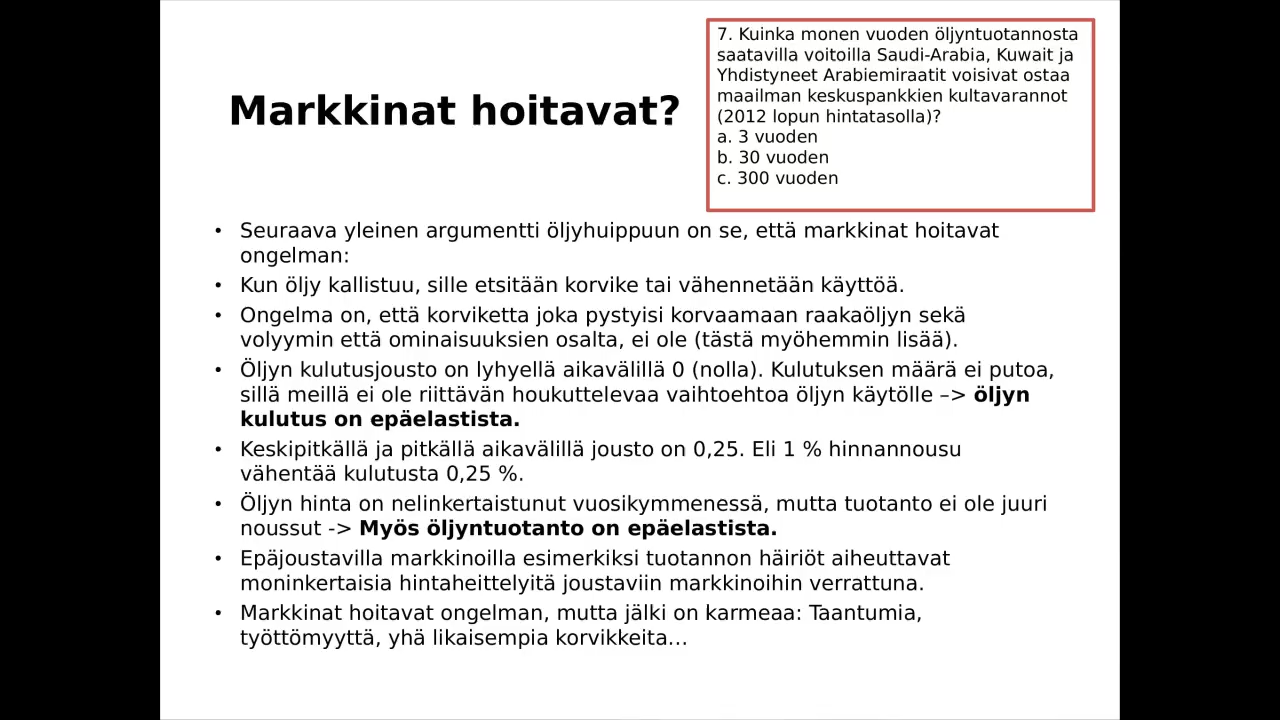 Markkinat hoitavat?
7. Kuinka monen vuoden öljyntuotannosta
saatavilla voitoilla Saudi-Arabia, Kuwait ja
Yhdistyneet Arabiemiraatit voisivat ostaa
maailman keskuspankkien kultavarannot
(2012 lopun hintatasolla)?
a. 3 vuoden
b. 30 vuoden
c. 300 vuoden
• Seuraava yleinen argumentti öljyhuippuun on se, että markkinat hoitavat
ongelman:
• Kun öljy kallistuu, sille etsitään korvike tai vähennetään käyttöä.
• Ongelma on, että korviketta joka pystyisi korvaamaan raakaöljyn sekä
volyymin että ominaisuuksien osalta, ei ole (tästä myöhemmin lisää).
• Öljyn kulutusjousto on lyhyellä aikavälillä 0 (nolla). Kulutuksen määrä ei putoa,
sillä meillä ei ole riittävän houkuttelevaa vaihtoehtoa öljyn käytölle –> öljyn
kulutus on epäelastista.
• Keskipitkällä ja pitkällä aikavälillä jousto on 0,25. Eli 1 % hinnannousu
vähentää kulutusta 0,25 %.
• Öljyn hinta on nelinkertaistunut vuosikymmenessä, mutta tuotanto ei ole juuri
noussut -> Myös öljyntuotanto on epäelastista.
• Epäjoustavilla markkinoilla esimerkiksi tuotannon häiriöt aiheuttavat
moninkertaisia hintaheittelyitä joustaviin markkinoihin verrattuna.
• Markkinat hoitavat ongelman, mutta jälki on karmeaa: Taantumia,
työttömyyttä, yhä likaisempia korvikkeita…